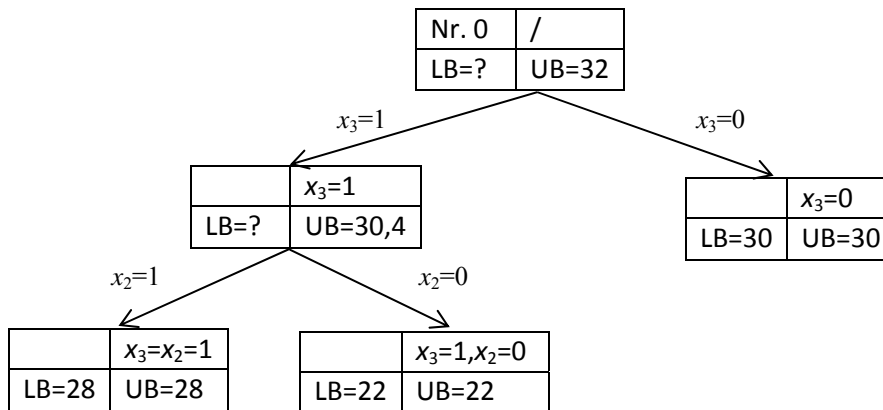 Nr. 0 /
LB=? UB=32
x₃=1 x₃=0
x₃=1
LB=? UB=30,4
x₃=0
LB=30 UB=30
x₂=1 x₂=0
x₃=x₂=1
LB=28 UB=28
x₃=1,x₂=0
LB=22 UB=22